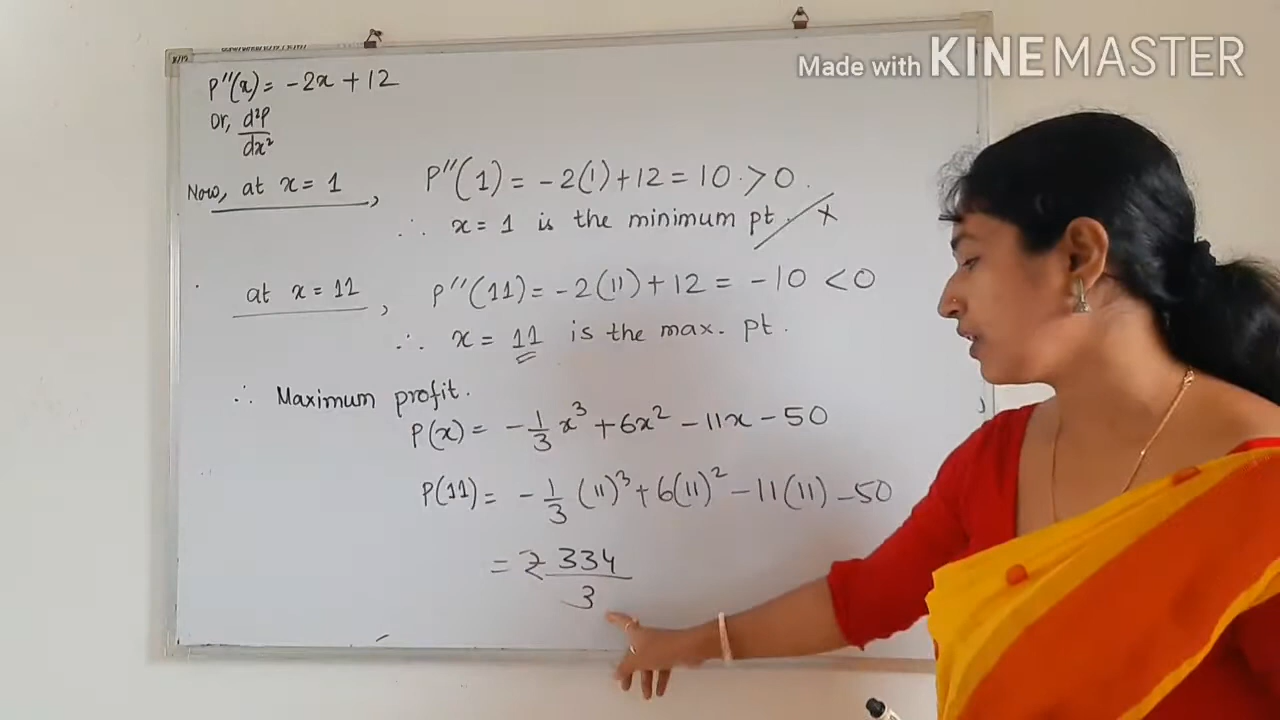 Made with KINEMASTER
P''(x) = -2x + 12
Or, d²P/dx²
Now, at x = 1, P''(1) = -2(1) + 12 = 10 > 0.
∴ x = 1 is the minimum pt. x
at x = 11, P''(11) = -2(11) + 12 = -10 < 0
∴ x = 11 is the max. pt.
∴ Maximum profit.
P(x) = -1/3 x³ + 6x² - 11x - 50
P(11) = -1/3 (11)³ + 6(11)² - 11(11) - 50
= ₹ 334/3